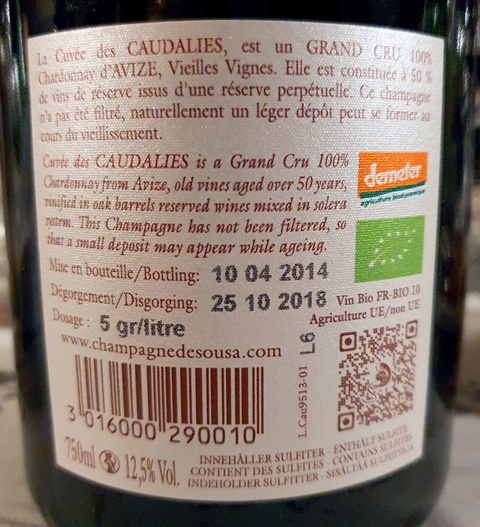 La Cuvée des CAUDALIES, est un GRAND CRU 100%
Chardonnay d'AVIZE, Vieilles Vignes. Elle est constituée à 50 %
de vins de réserve issus d'une réserve perpétuelle. Ce champagne
n'a pas été filtré, naturellement un léger dépôt peut se former au
cours du vieillissement.
Cuvée des CAUDALIES is a Grand Cru 100%
Chardonnay from Avize, old vines aged over 50 years,
vinified in oak barrels reserved wines mixed in solera
system. This Champagne has not been filtered, so
that a small deposit may appear while ageing.
demeter
agriculture biodynamique
Mise en bouteille/Bottling: 10 04 2014
Dégorgement/Disgorging: 25 10 2018
Dosage : 5 gr/litre
Vin Bio FR-BIO 10
Agriculture UE/non UE
www.champagnedesousa.com
L.Cau9513-01 L6
3 016000 290010
750ml 12,5% Vol.
INNEHÅLLER SULFITER - ENTHÄLT SULFITE
CONTIENT DES SULFITES - CONTAINS SULFITES
INDEHOLDER SULFITTER - SISÄLTÄÄ SULFIITTEJA